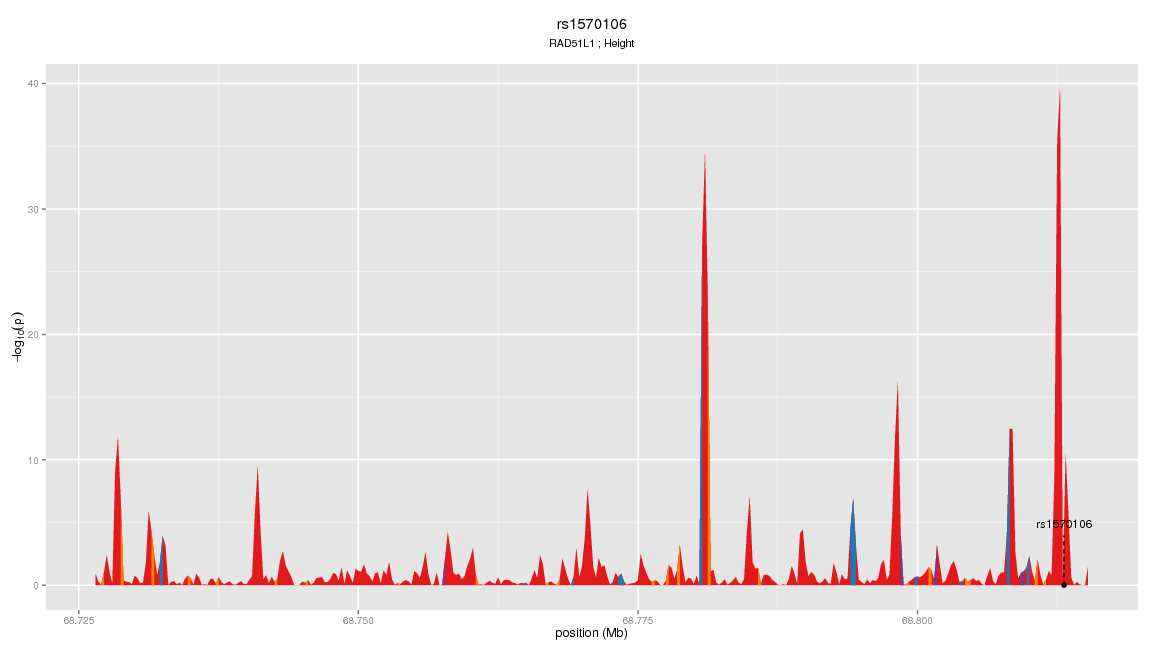 rs1570106
RAD51L1 ; Height
40
30
20
10
0
−log10(p)
rs1570106
68.725
68.750
68.775
68.800
position (Mb)